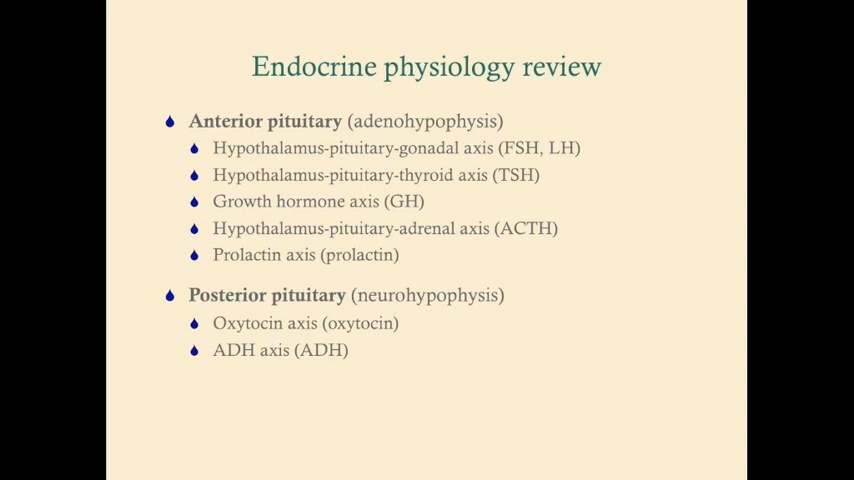 Endocrine physiology review
Anterior pituitary (adenohypophysis)
Hypothalamus-pituitary-gonadal axis (FSH, LH)
Hypothalamus-pituitary-thyroid axis (TSH)
Growth hormone axis (GH)
Hypothalamus-pituitary-adrenal axis (ACTH)
Prolactin axis (prolactin)
Posterior pituitary (neurohypophysis)
Oxytocin axis (oxytocin)
ADH axis (ADH)